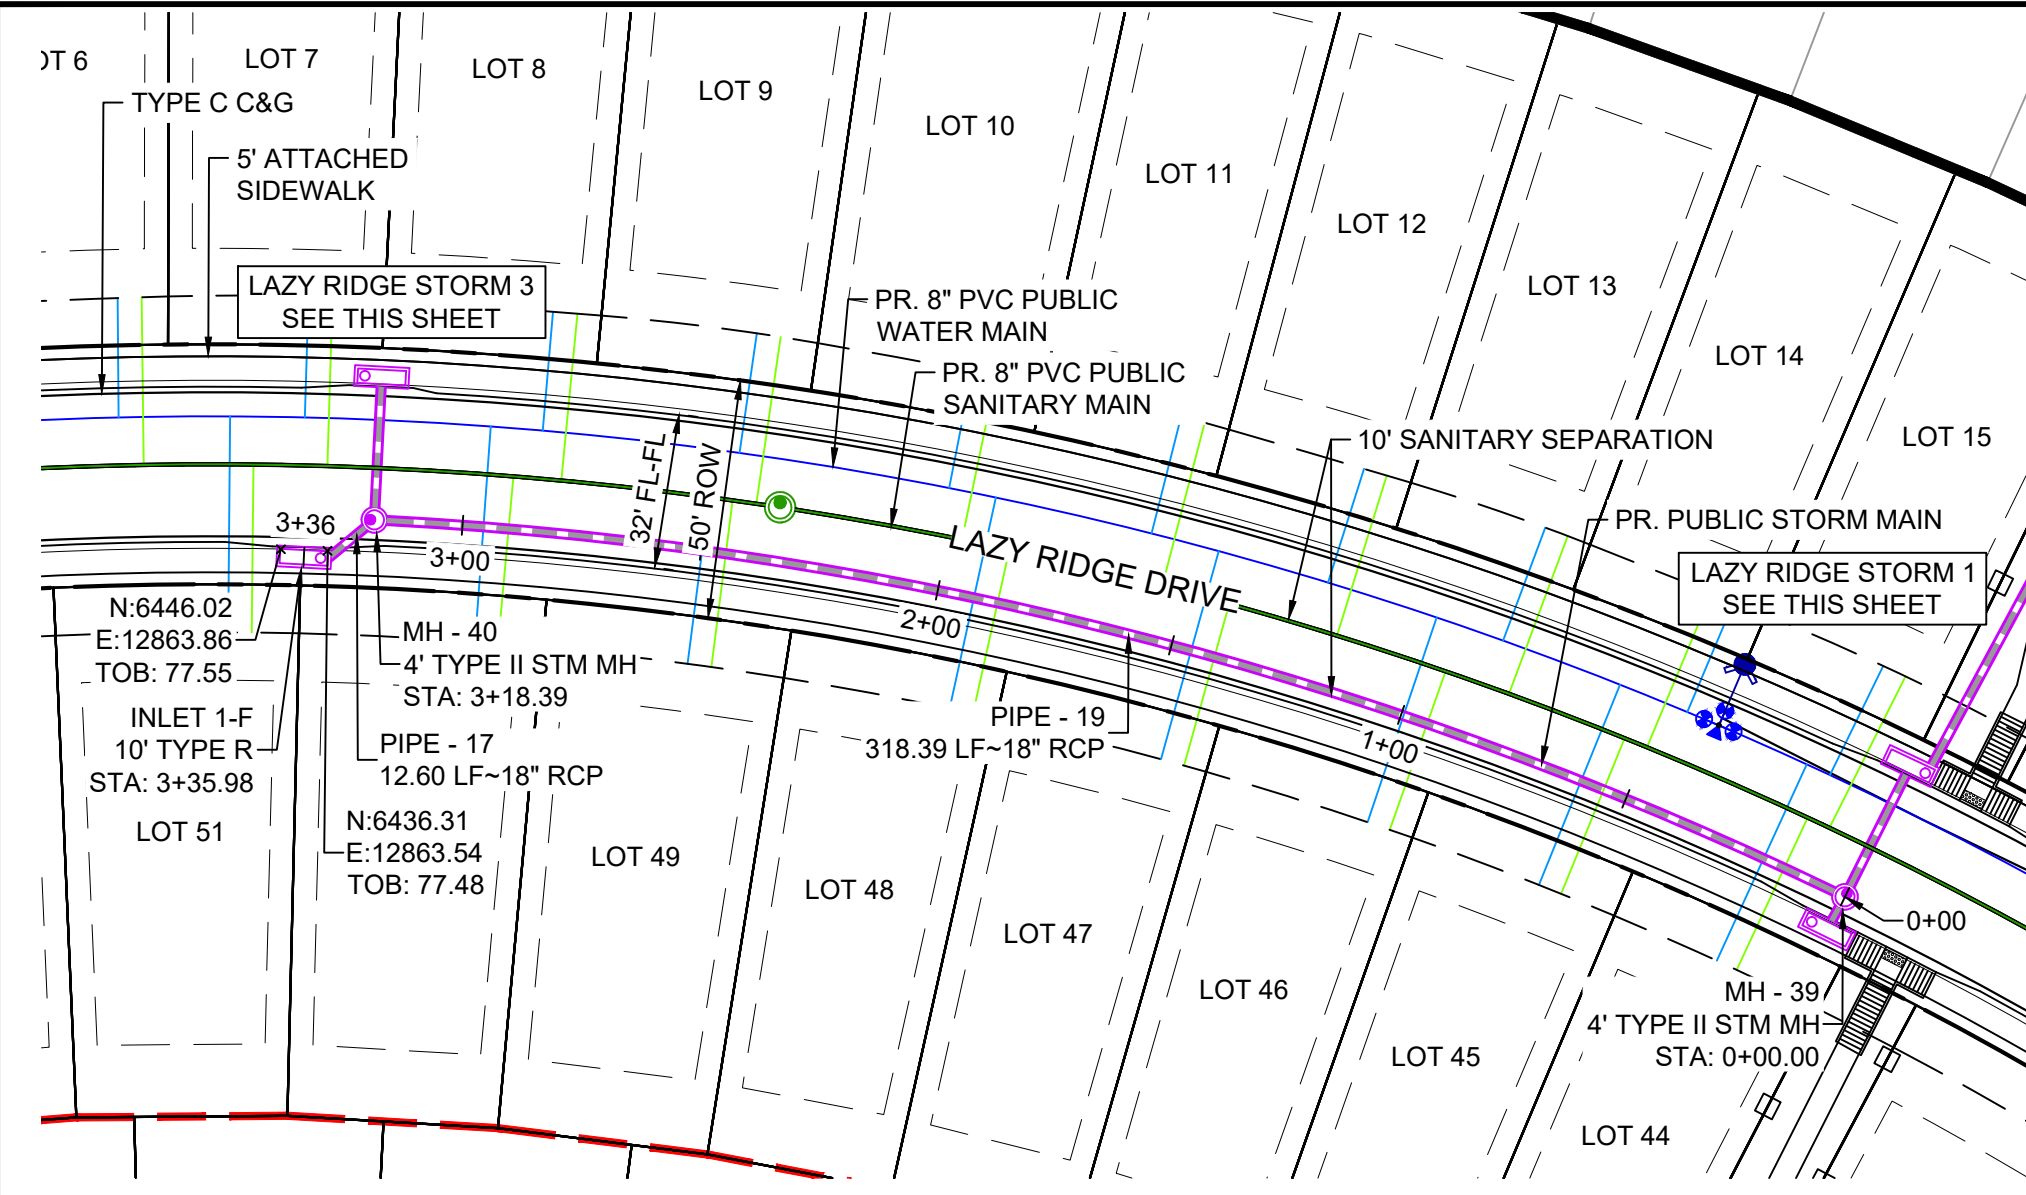 LOT 7
LOT 8
LOT 9
LOT 10
LOT 11
LOT 12
LOT 13
LOT 14
LOT 15
OT 6
TYPE C C&G
5' ATTACHED
SIDEWALK
LAZY RIDGE STORM 3
SEE THIS SHEET
PR. 8" PVC PUBLIC
WATER MAIN
PR. 8" PVC PUBLIC
SANITARY MAIN
10' SANITARY SEPARATION
PR. PUBLIC STORM MAIN
LAZY RIDGE STORM 1
SEE THIS SHEET
32' FL-FL
50' ROW
LAZY RIDGE DRIVE
3+36
3+00
2+00
1+00
0+00
N:6446.02
E:12863.86
TOB: 77.55
INLET 1-F
10' TYPE R
STA: 3+35.98
MH - 40
4' TYPE II STM MH
STA: 3+18.39
PIPE - 17
12.60 LF~18" RCP
N:6436.31
E:12863.54
TOB: 77.48
PIPE - 19
318.39 LF~18" RCP
MH - 39
4' TYPE II STM MH
STA: 0+00.00
LOT 51
LOT 49
LOT 48
LOT 47
LOT 46
LOT 45
LOT 44